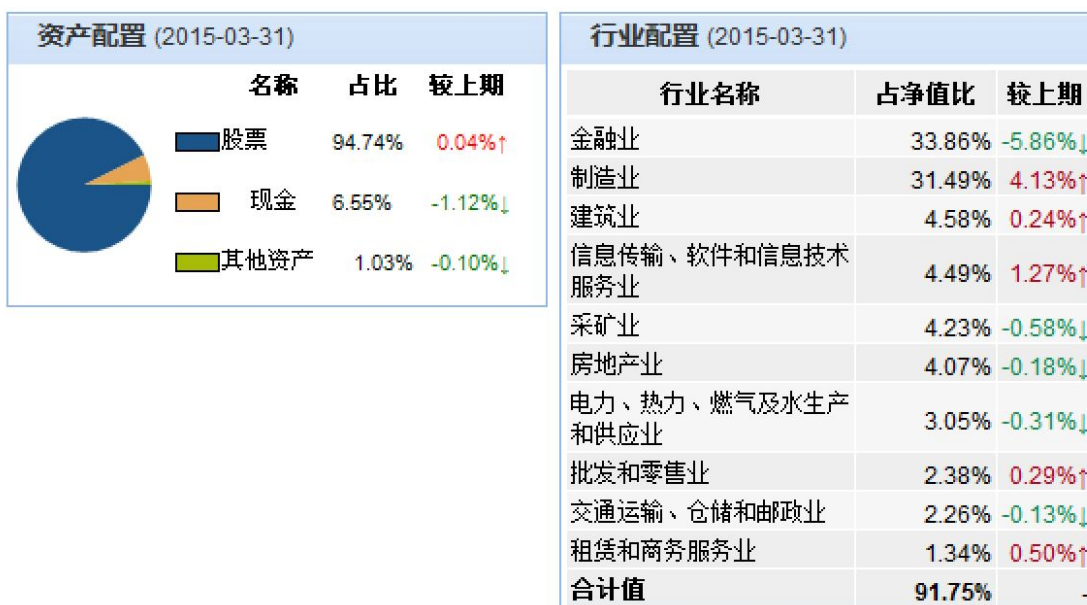 资产配置 (2015-03-31)
名称 占比 较上期
股票 94.74% 0.04%↑
现金 6.55% -1.12%↓
其他资产 1.03% -0.10%↓
行业配置 (2015-03-31)
行业名称 占净值比 较上期
金融业 33.86% -5.86%↓
制造业 31.49% 4.13%↑
建筑业 4.58% 0.24%↑
信息传输、软件和信息技术
服务业 4.49% 1.27%↑
采矿业 4.23% -0.58%↓
房地产业 4.07% -0.18%↓
电力、热力、燃气及水生产
和供应业 3.05% -0.31%↓
批发和零售业 2.38% 0.29%↑
交通运输、仓储和邮政业 2.26% -0.13%↓
租赁和商务服务业 1.34% 0.50%↑
合计值 91.75% -